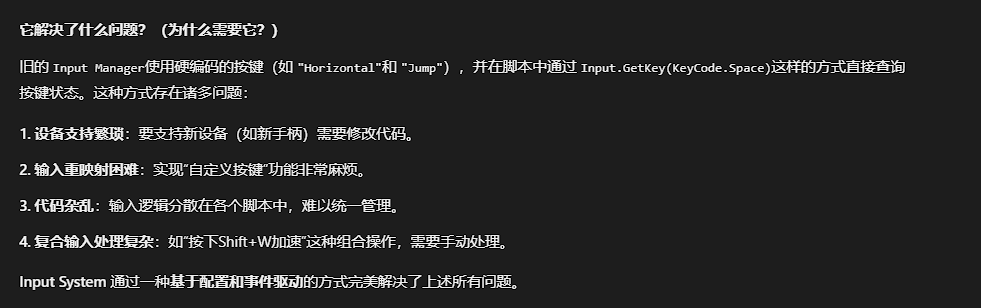 它解决了什么问题？（为什么需要它？）
旧的 Input Manager使用硬编码的按键（如 "Horizontal"和 "Jump"），并在脚本中通过 Input.GetKey(KeyCode.Space)这样的方式直接查询
按键状态。这种方式存在诸多问题：
1. 设备支持繁琐：要支持新设备（如新手柄）需要修改代码。
2. 输入重映射困难：实现“自定义按键”功能非常麻烦。
3. 代码杂乱：输入逻辑分散在各个脚本中，难以统一管理。
4. 复合输入处理复杂：如“按下Shift+W加速”这种组合操作，需要手动处理。
Input System 通过一种基于配置和事件驱动的方式完美解决了上述所有问题。